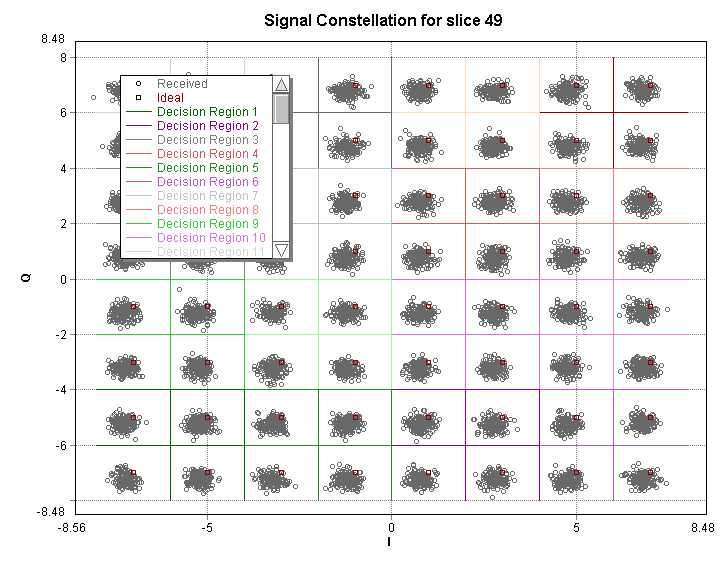 Signal Constellation for slice 49
8.48
8
6
4
2
0
-2
-4
-6
-8.48
Q
Received
Ideal
Decision Region 1
Decision Region 2
Decision Region 3
Decision Region 4
Decision Region 5
Decision Region 6
Decision Region 7
Decision Region 8
Decision Region 9
Decision Region 10
Decision Region 11
-8.56 -5 0 5 8.48
I